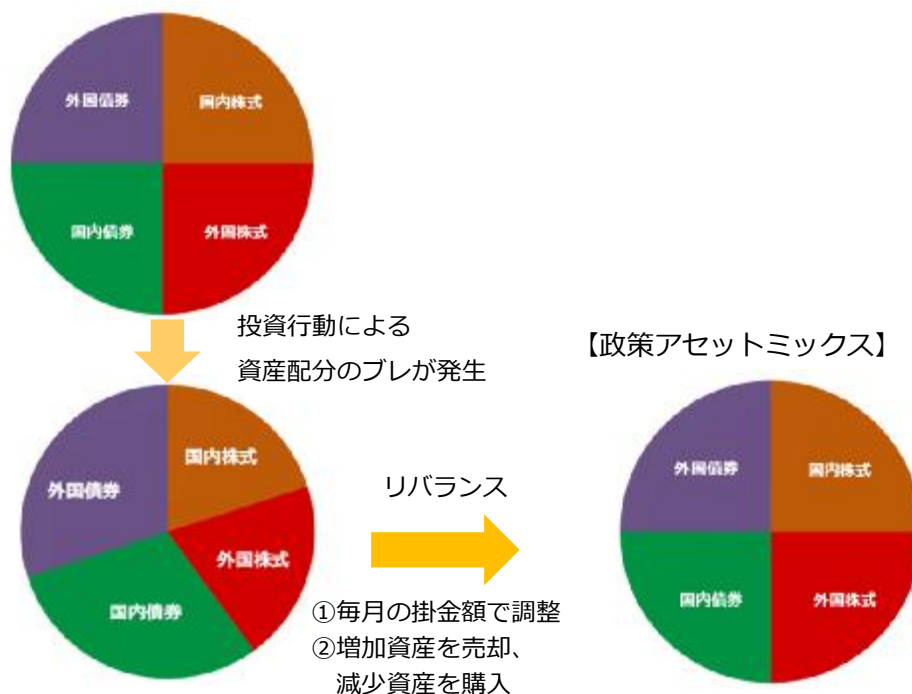 外国債券
国内株式
国内債券
外国株式
投資行動による
資産配分のブレが発生
【政策アセットミックス】
国内株式
外国債券
外国株式
国内債券
リバランス
①毎月の掛金額で調整
②増加資産を売却、
減少資産を購入
外国債券
国内株式
国内債券
外国株式